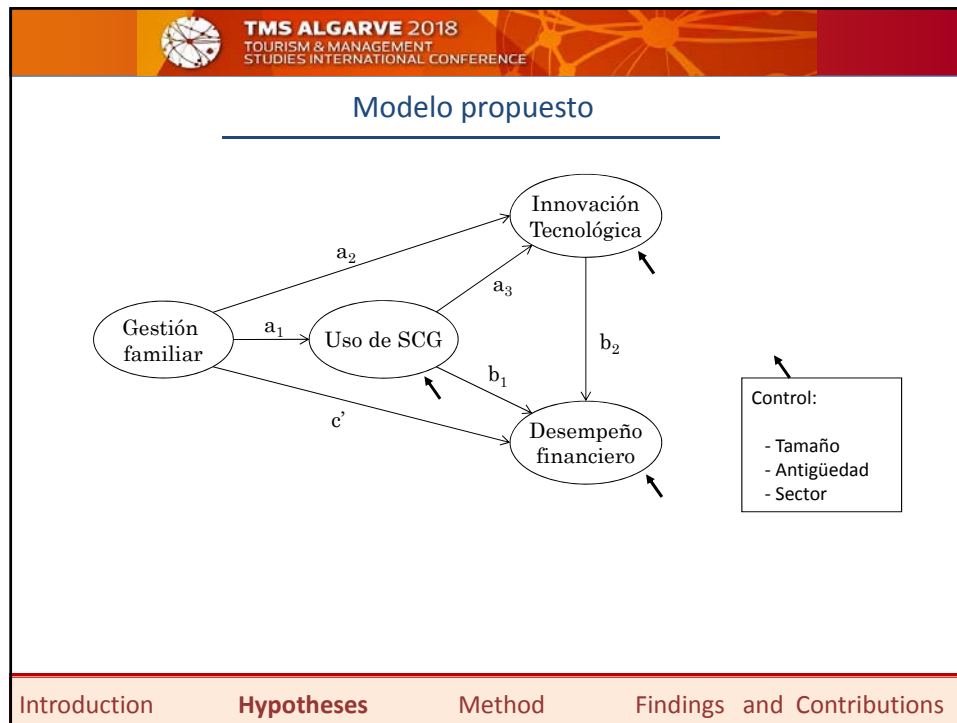 TMS ALGARVE 2018
TOURISM & MANAGEMENT
STUDIES INTERNATIONAL CONFERENCE
Modelo propuesto
Innovación
Tecnológica
a₂
a₃
Gestión
familiar
a₁
Uso de SCG
b₂
b₁
c’
Desempeño
financiero
Control:
- Tamaño
- Antigüedad
- Sector
Introduction Hypotheses Method Findings and Contributions